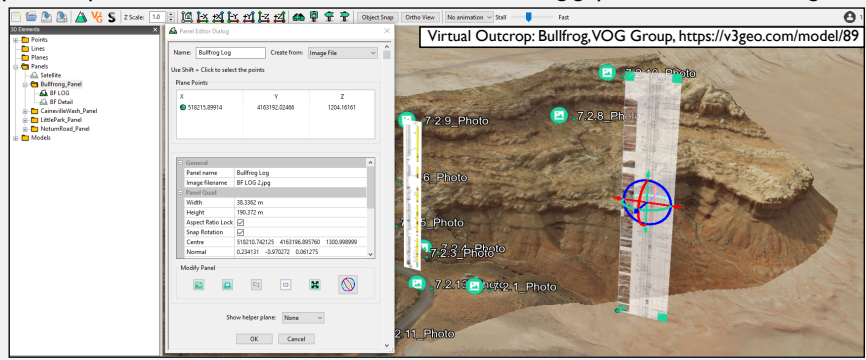 Z Scale: 1.0
Object Snap
Ortho View
No animation
Stall
Fast
Virtual Outcrop: Bullfrog,VOG Group, https://v3geo.com/model/89
3D Elements
Points
Lines
Planes
Panels
Satellite
Bullfrong_Panel
BF LOG
BF Detail
CainevilleWash_Panel
LittlePark_Panel
NotumRoad_Panel
Models
Panel Editor Dialog
Name: Bullfrog Log Create from: Image File
Use Shift + Click to select the points
Plane Points
X Y Z
518215.89914 4163192.02466 1204.16161
General
Panel name Bullfrog Log
Image filename BF LOG 2.jpg
Panel Quad
Width 38.3362 m
Height 190.372 m
Aspect Ratio Lock
Snap Rotation
Centre 518210.742125 4163196.895760 1300.998999
Normal 0.234131 -0.970272 0.061275
Modify Panel
Show helper plane: None
OK Cancel
7.2.10_Photo
7.2.9_Photo
7.2.8_Photo
.6_Photo
5_Photo
7.2.4_Photo
7.2.3_Photo
7.2.1_Photo
2.11_Photo